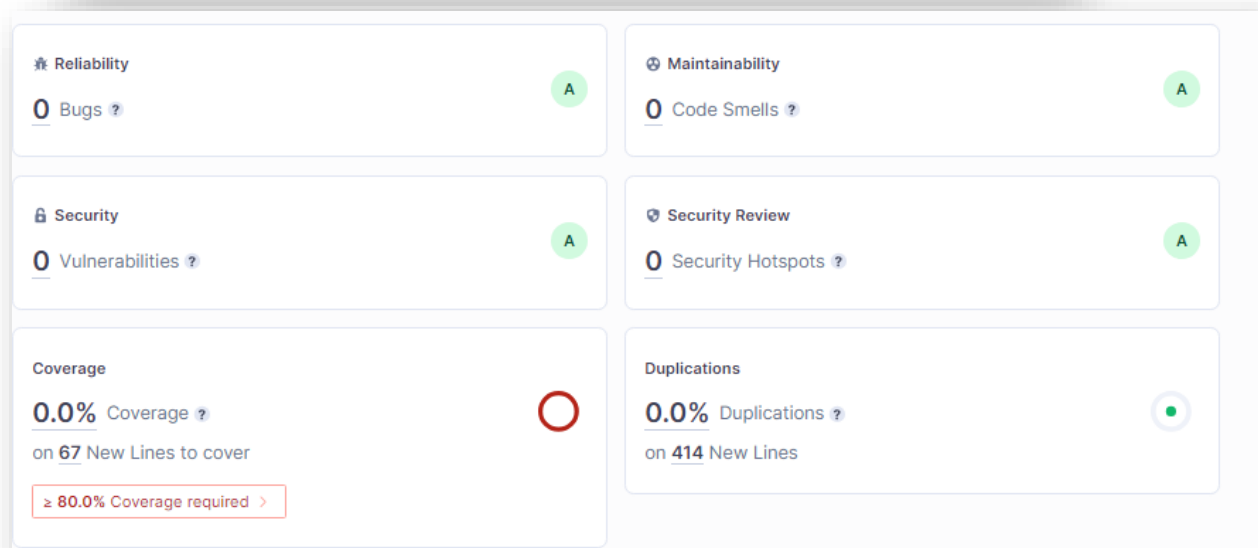 Reliability
0 Bugs ?
A
Maintainability
0 Code Smells ?
A
Security
0 Vulnerabilities ?
A
Security Review
0 Security Hotspots ?
A
Coverage
0.0% Coverage ?
on 67 New Lines to cover
≥ 80.0% Coverage required >
Duplications
0.0% Duplications ?
on 414 New Lines